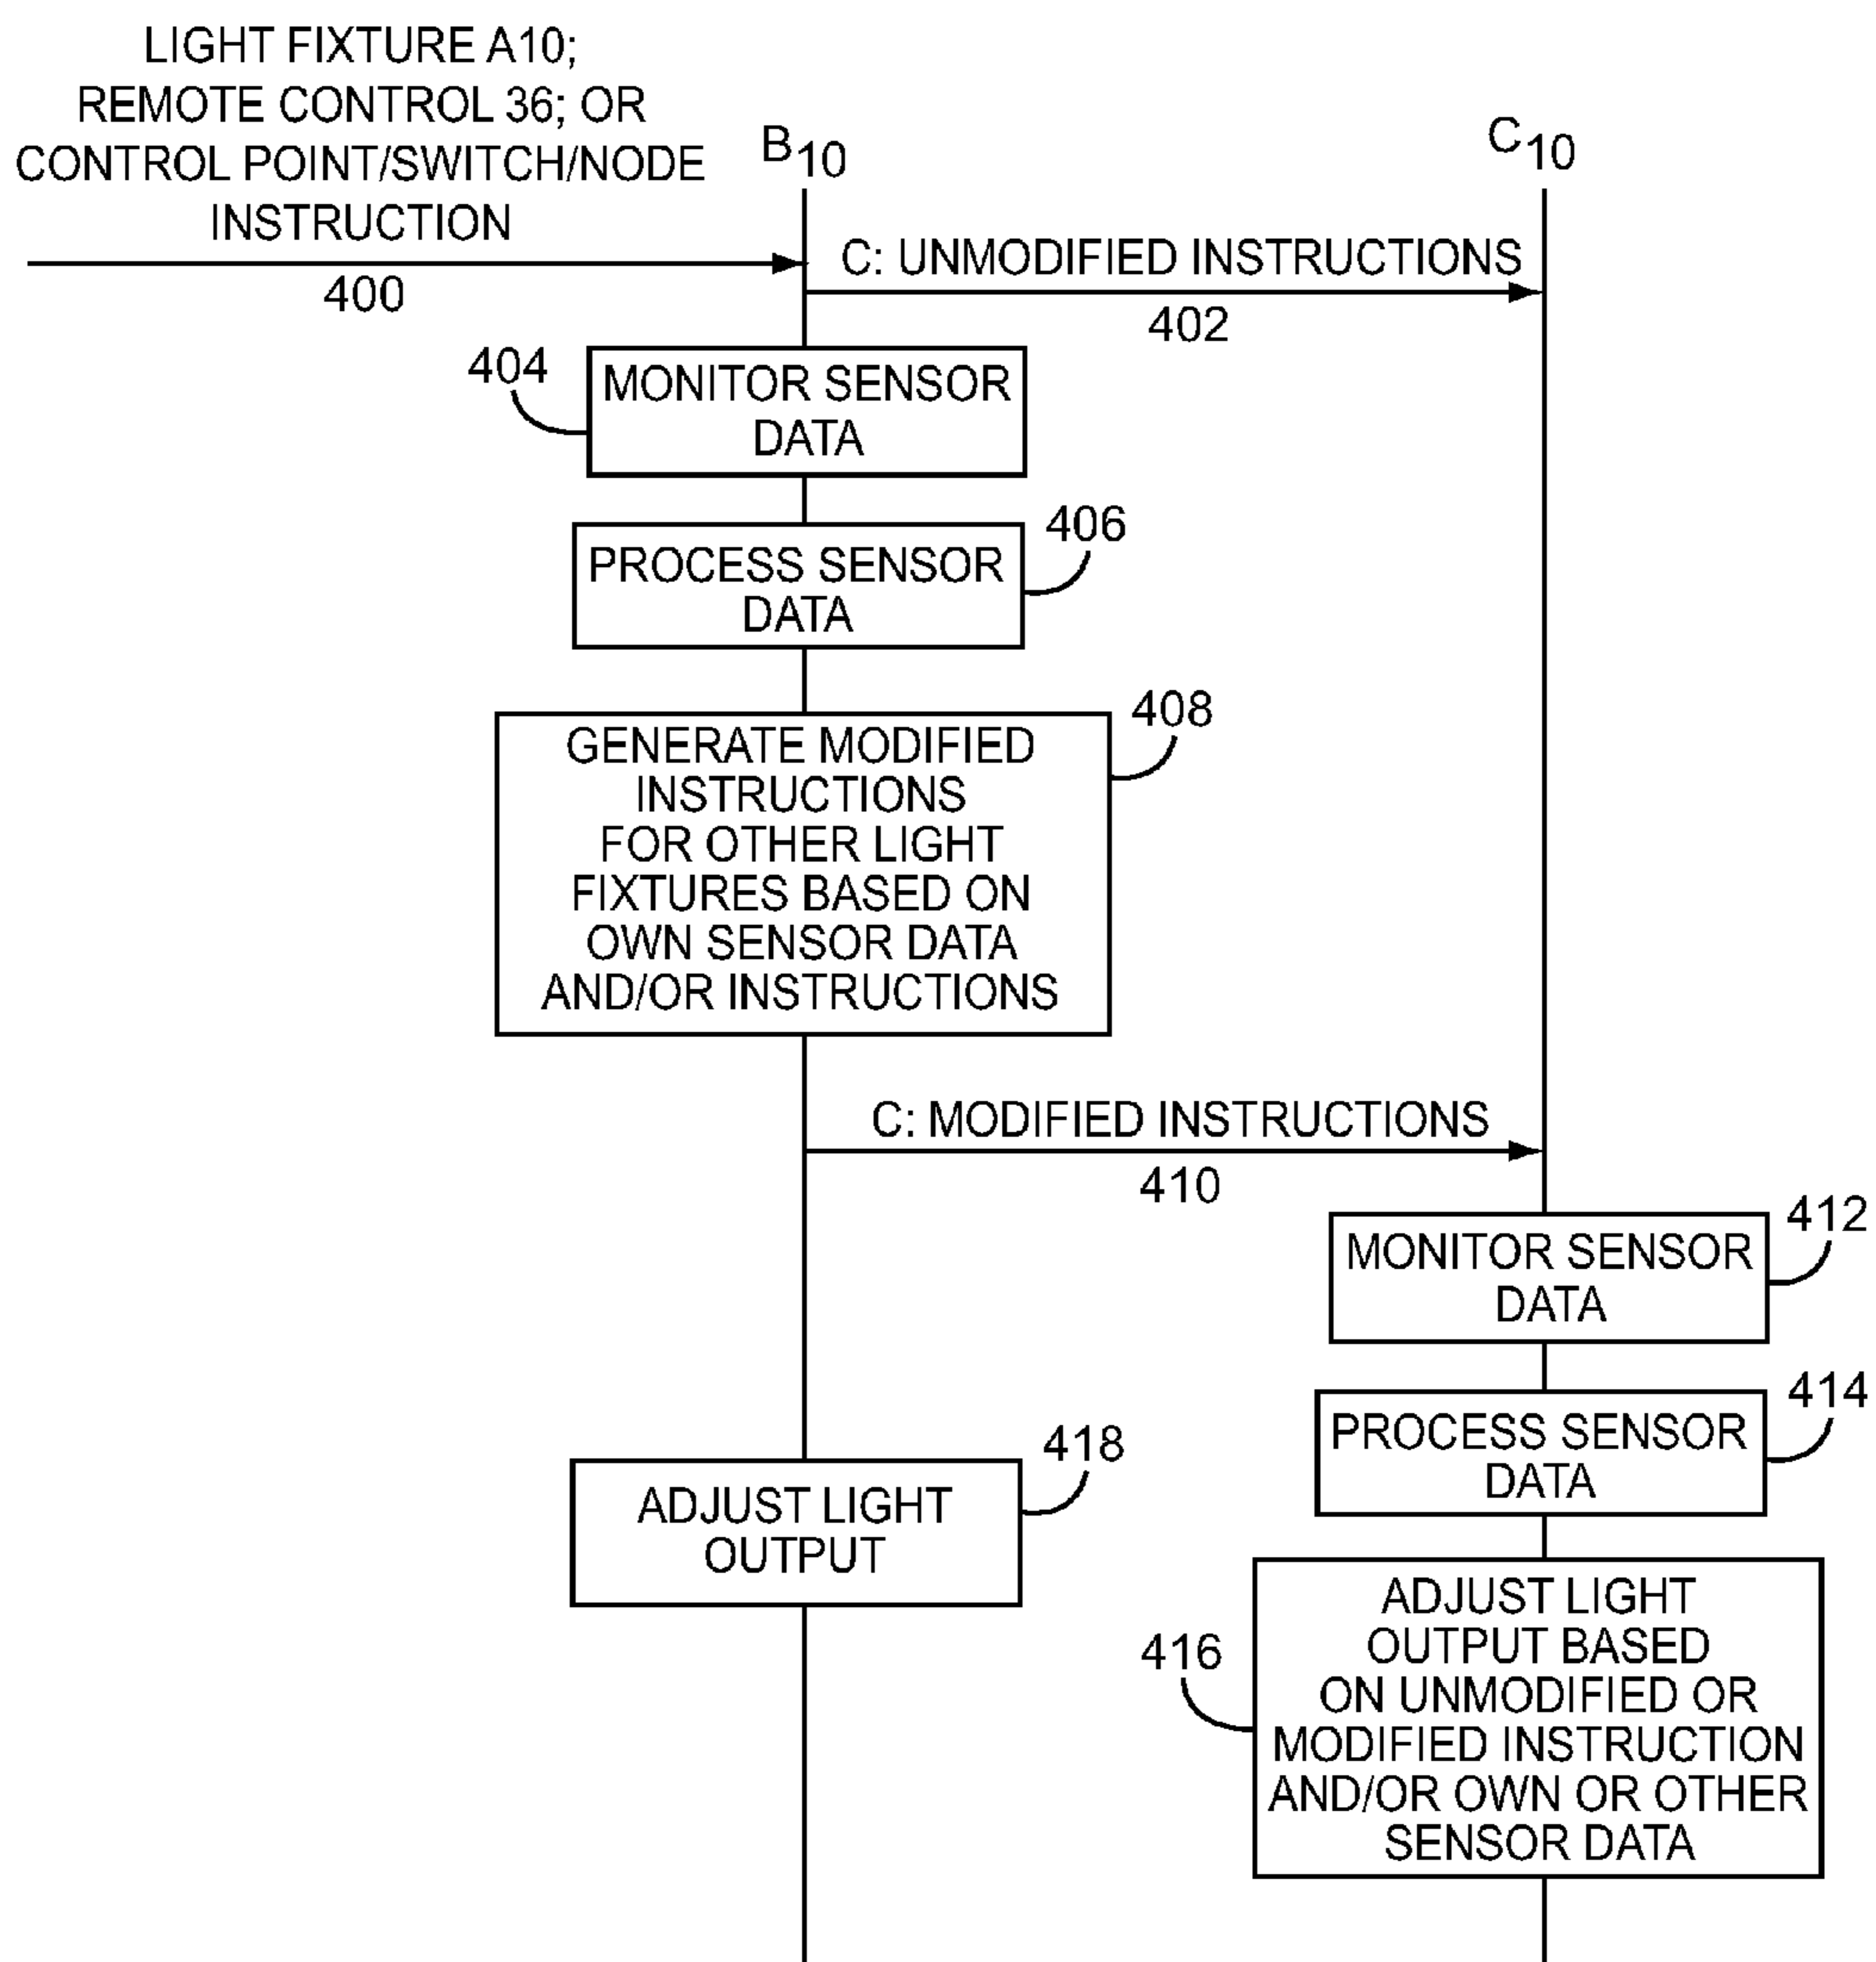 LIGHT FIXTURE A10;
REMOTE CONTROL 36; OR
CONTROL POINT/SWITCH/NODE
INSTRUCTION
400
B10
C10
C: UNMODIFIED INSTRUCTIONS
402
404
MONITOR SENSOR
DATA
406
PROCESS SENSOR
DATA
408
GENERATE MODIFIED
INSTRUCTIONS
FOR OTHER LIGHT
FIXTURES BASED ON
OWN SENSOR DATA
AND/OR INSTRUCTIONS
C: MODIFIED INSTRUCTIONS
410
412
MONITOR SENSOR
DATA
414
PROCESS SENSOR
DATA
418
ADJUST LIGHT
OUTPUT
416
ADJUST LIGHT
OUTPUT BASED
ON UNMODIFIED OR
MODIFIED INSTRUCTION
AND/OR OWN OR OTHER
SENSOR DATA